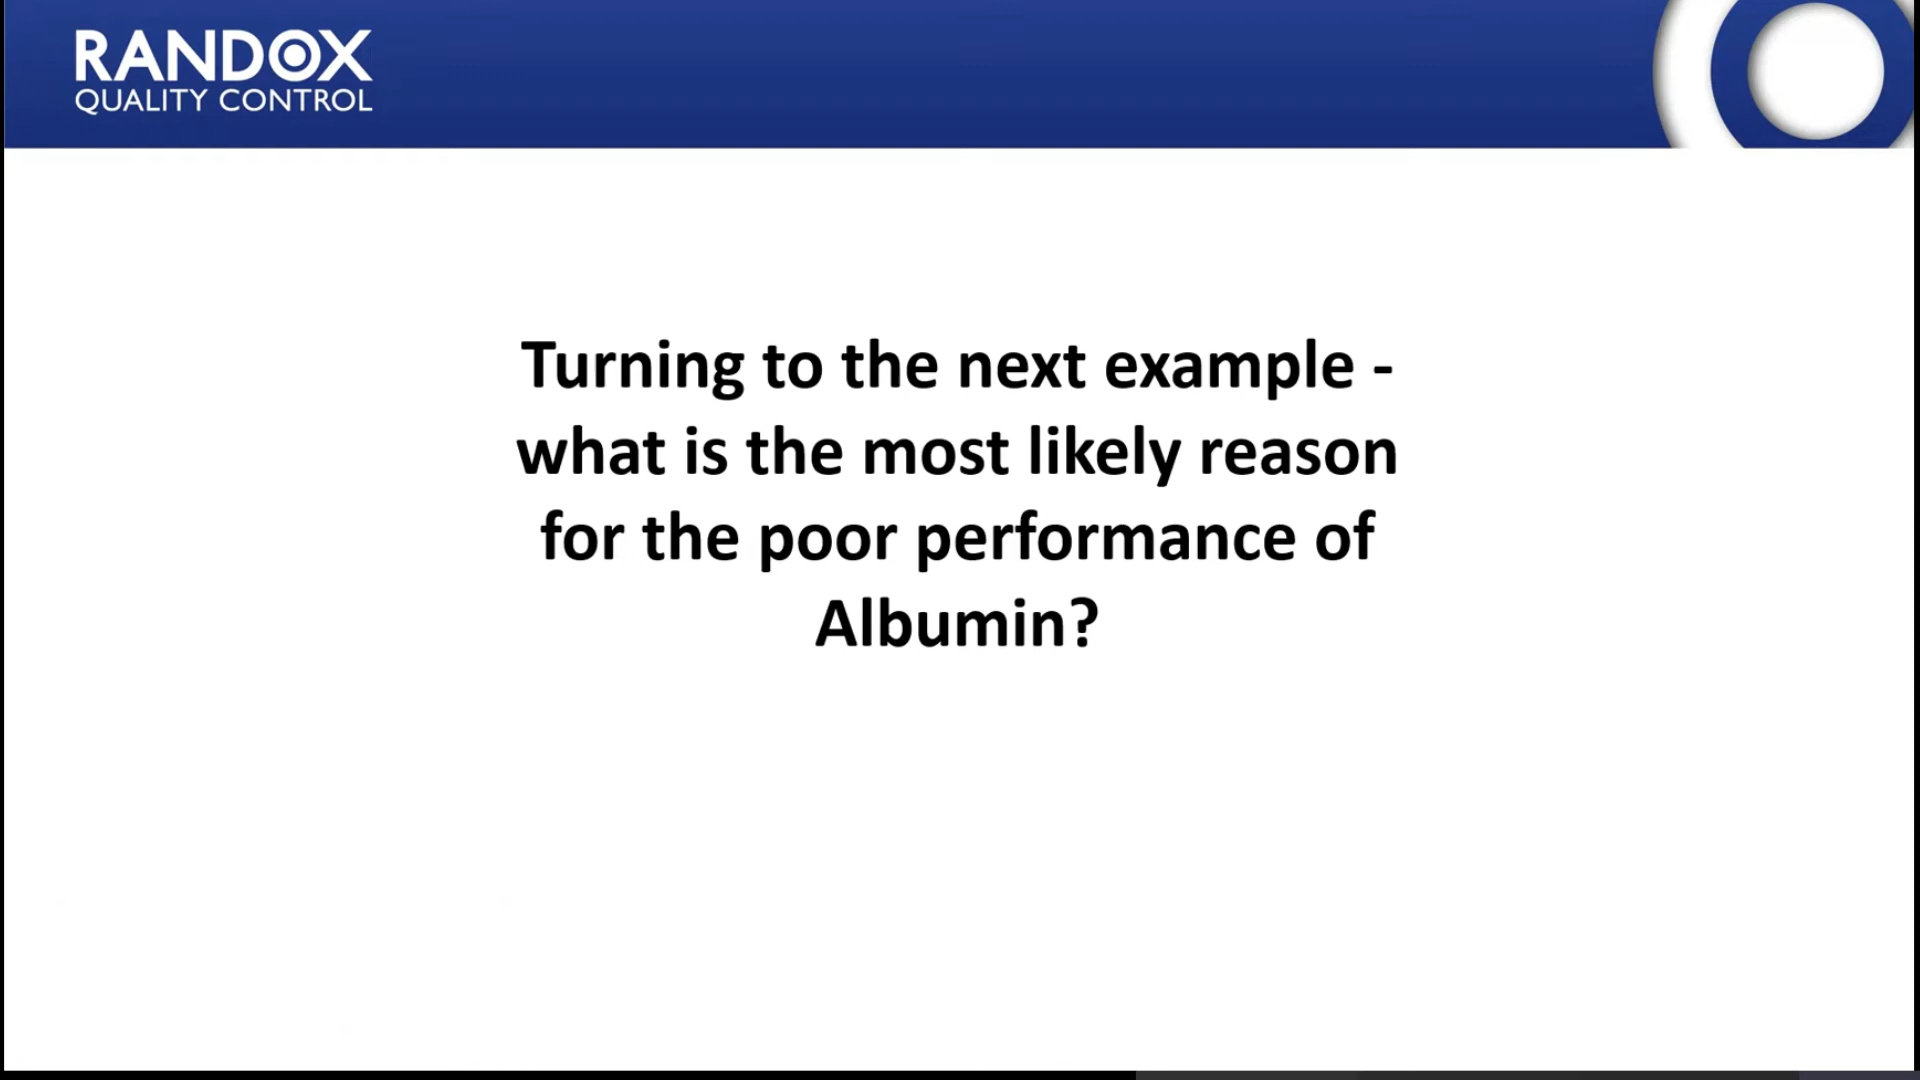 RANDOX
QUALITY CONTROL
Turning to the next example -
what is the most likely reason
for the poor performance of
Albumin?